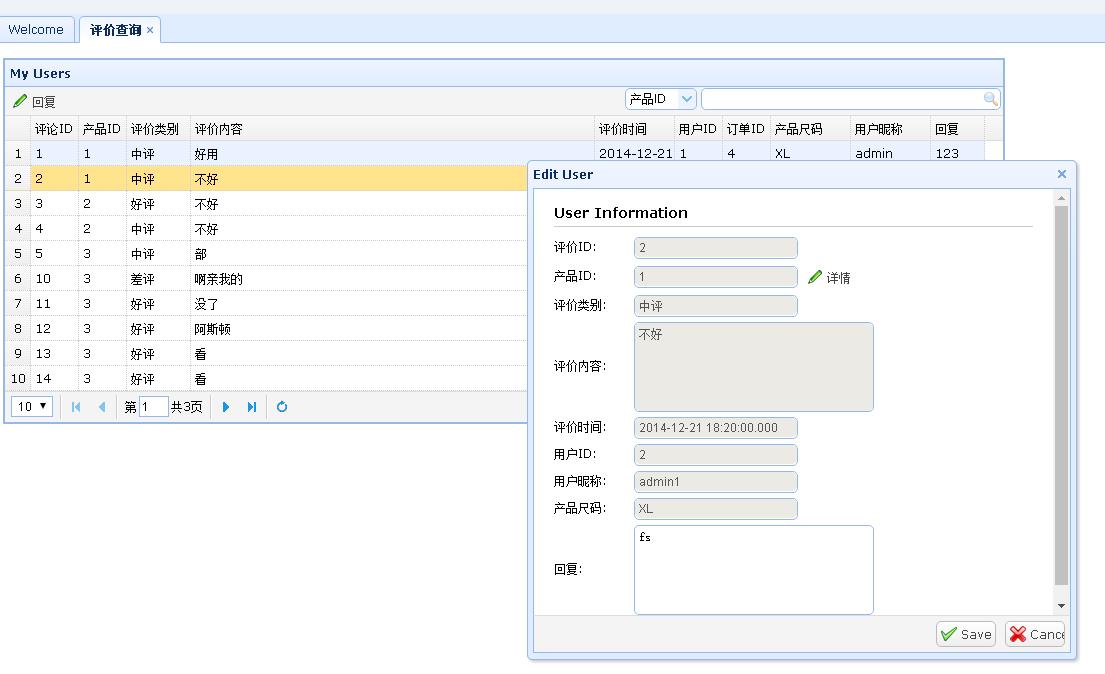 Welcome 评价查询
My Users
回复 产品ID
评论ID 产品ID 评价类别 评价内容 评价时间 用户ID 订单ID 产品尺码 用户昵称 回复
1 1 1 中评 好用 2014-12-21 1 4 XL admin 123
2 2 1 中评 不好
3 3 2 好评 不好
4 4 2 中评 不好
5 5 3 中评 部
6 10 3 差评 啊亲我的
7 11 3 好评 没了
8 12 3 好评 阿斯顿
9 13 3 好评 看
10 14 3 好评 看
10 第 1 共3页
Edit User
User Information
评价ID: 2
产品ID: 1 详情
评价类别: 中评
评价内容: 不好
评价时间: 2014-12-21 18:20:00.000
用户ID: 2
用户昵称: admin1
产品尺码: XL
回复: fs
Save Canc